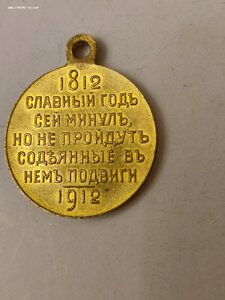 1812
СЛАВНЫЙ ГОДЪ
СЕЙ МИНУЛЪ,
НО НЕ ПРОЙДУТЪ
СОДѢЯННЫЕ ВЪ
НЕМЪ ПОДВИГИ
1912